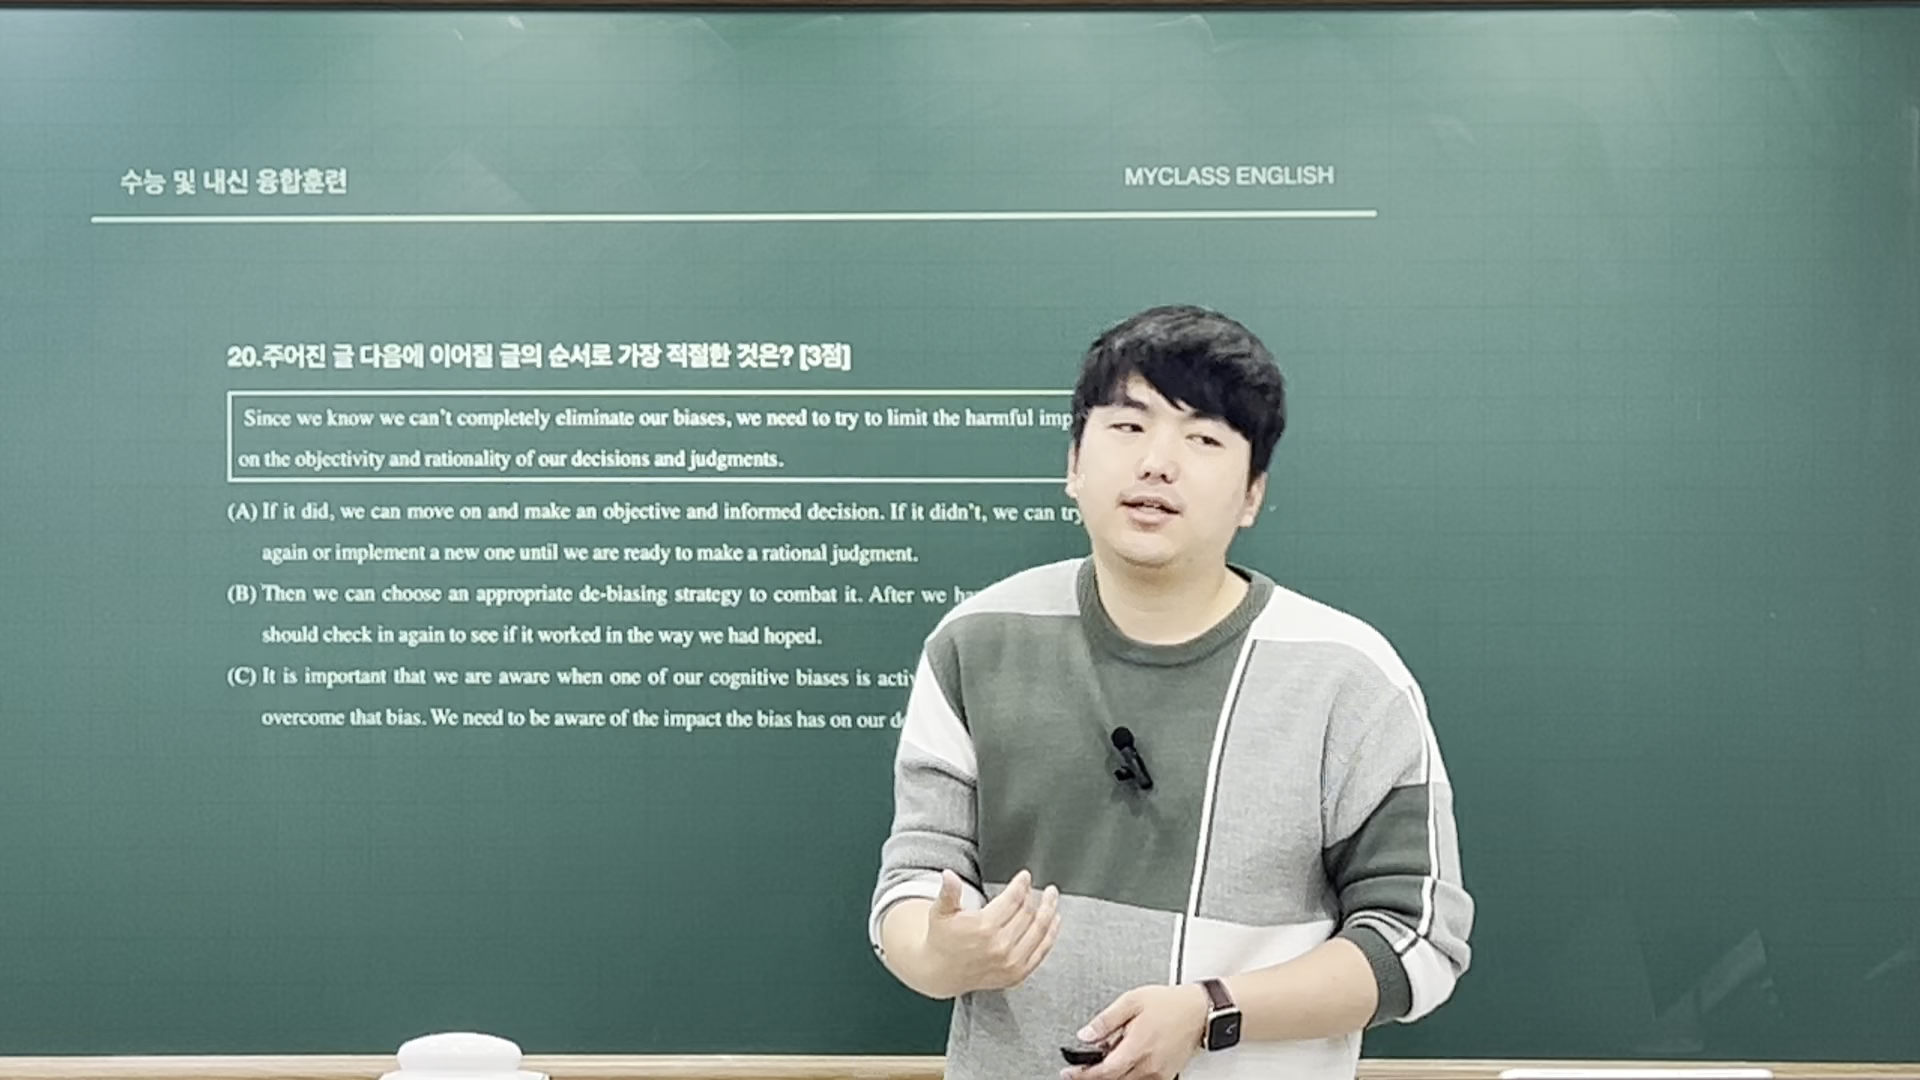 수능 및 내신 융합훈련
MYCLASS ENGLISH
20.주어진 글 다음에 이어질 글의 순서로 가장 적절한 것은? [3점]
Since we know we can't completely eliminate our biases, we need to try to limit the harmful
on the objectivity and rationality of our decisions and judgments.
(A) If it did, we can move on and make an objective and informed decision. If it didn't, we can try
again or implement a new one until we are ready to make a rational judgment.
(B) Then we can choose an appropriate de-biasing strategy to combat it. After we
should check in again to see if it worked in the way we had hoped.
(C) It is important that we are aware when one of our cognitive biases is
overcome that bias. We need to be aware of the impact the bias has on our